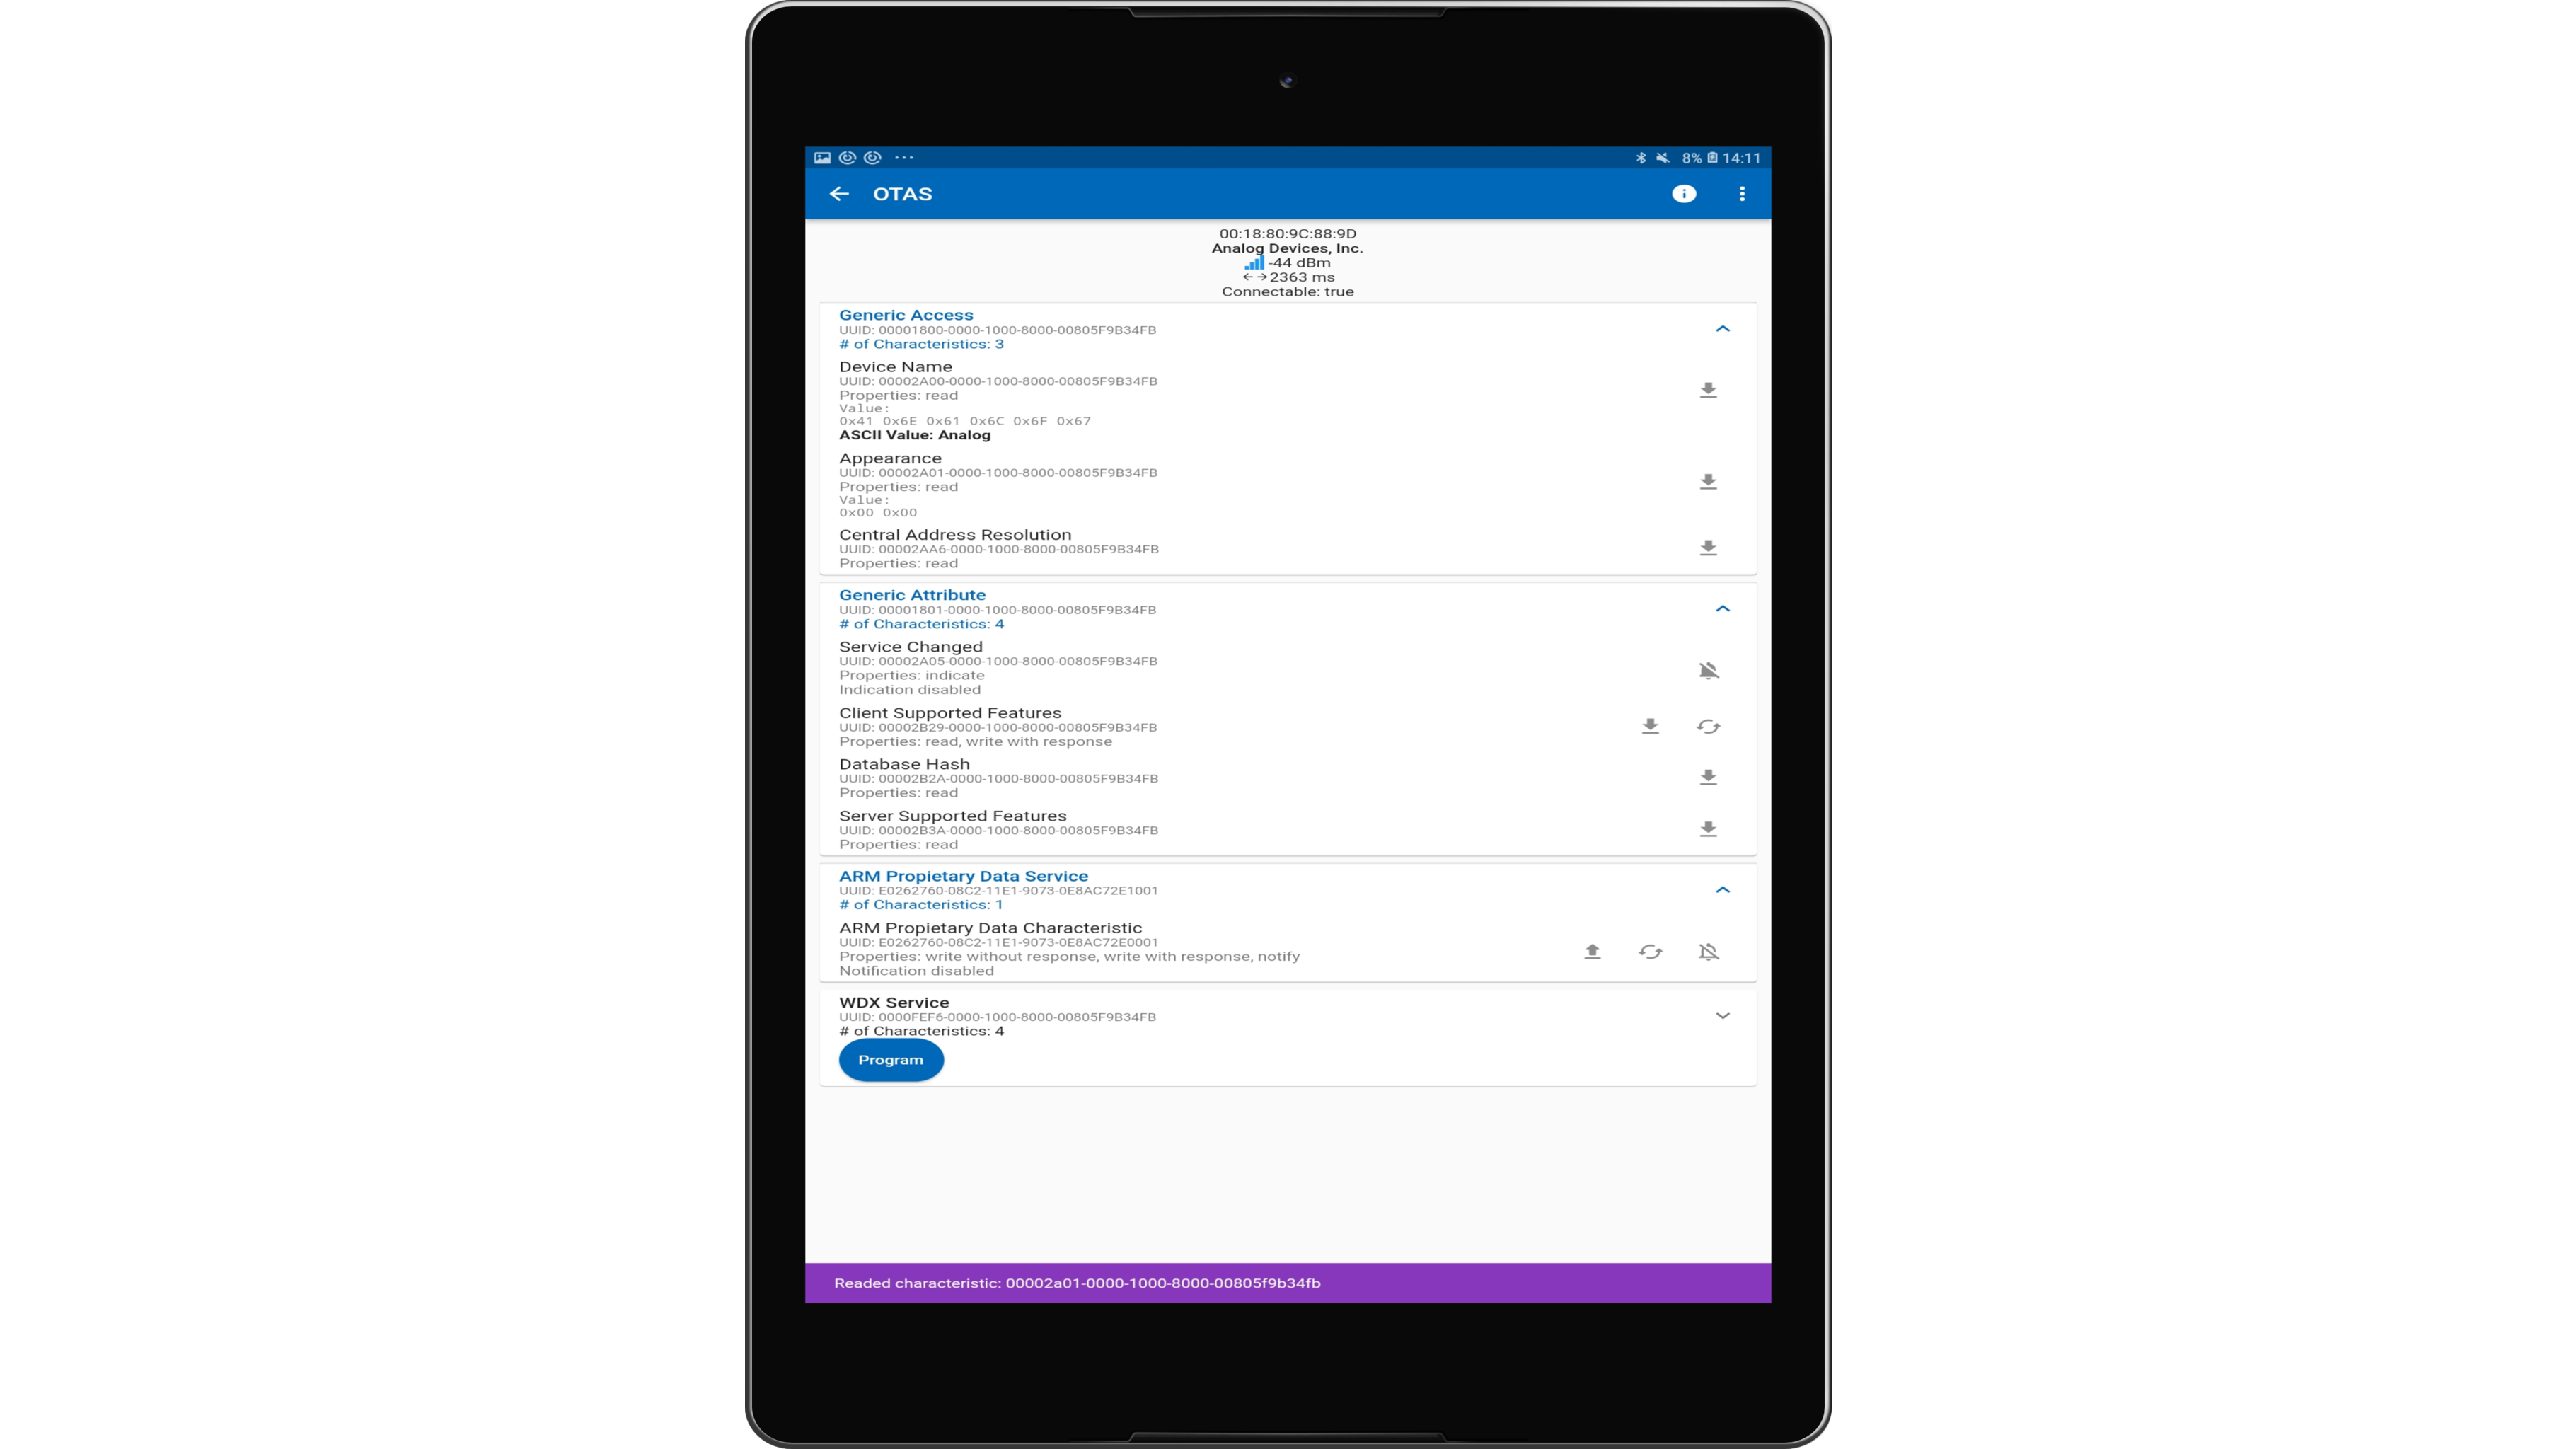 8% 14:11
OTAS
00:18:80:9C:88:9D
Analog Devices, Inc.
-44 dBm
2363 ms
Connectable: true
Generic Access
UUID: 00001800-0000-1000-8000-00805F9B34FB
# of Characteristics: 3
Device Name
UUID: 00002A00-0000-1000-8000-00805F9B34FB
Properties: read
Value:
0x41 0x6E 0x61 0x6C 0x6F 0x67
ASCII Value: Analog
Appearance
UUID: 00002A01-0000-1000-8000-00805F9B34FB
Properties: read
Value:
0x00 0x00
Central Address Resolution
UUID: 00002AA6-0000-1000-8000-00805F9B34FB
Properties: read
Generic Attribute
UUID: 00001801-0000-1000-8000-00805F9B34FB
# of Characteristics: 4
Service Changed
UUID: 00002A05-0000-1000-8000-00805F9B34FB
Properties: indicate
Indication disabled
Client Supported Features
UUID: 00002B29-0000-1000-8000-00805F9B34FB
Properties: read, write with response
Database Hash
UUID: 00002B2A-0000-1000-8000-00805F9B34FB
Properties: read
Server Supported Features
UUID: 00002B3A-0000-1000-8000-00805F9B34FB
Properties: read
ARM Propietary Data Service
UUID: E0262760-08C2-11E1-9073-0E8AC72E1001
# of Characteristics: 1
ARM Propietary Data Characteristic
UUID: E0262760-08C2-11E1-9073-0E8AC72E0001
Properties: write without response, write with response, notify
Notification disabled
WDX Service
UUID: 0000FEF6-0000-1000-8000-00805F9B34FB
# of Characteristics: 4
Program
Readed characteristic: 00002a01-0000-1000-8000-00805f9b34fb